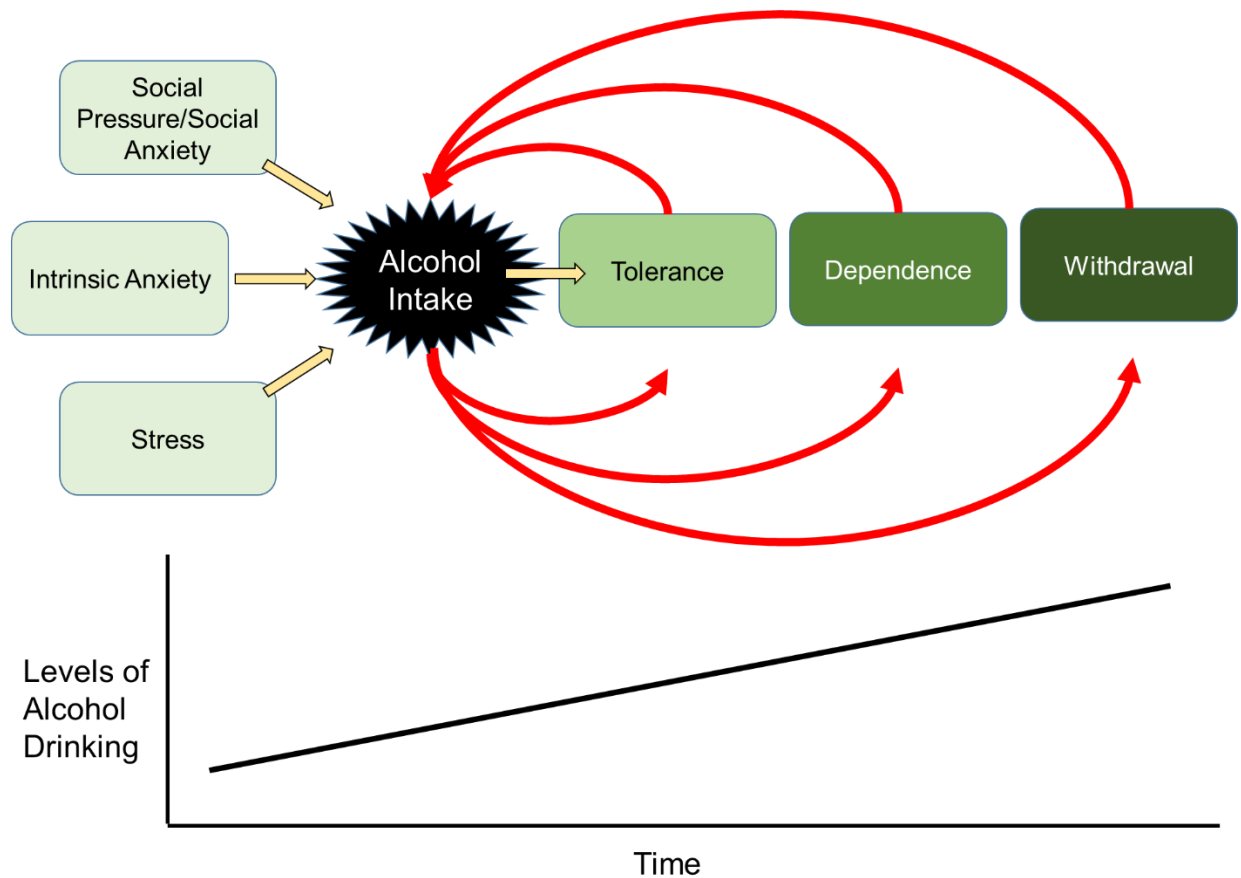 Social
Pressure/Social
Anxiety
Intrinsic Anxiety
Stress
Alcohol
Intake
Tolerance
Dependence
Withdrawal
Levels of
Alcohol
Drinking
Time